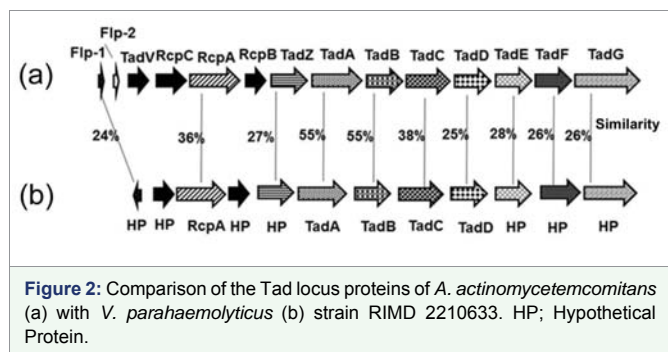 Flp-2
Flp-1 TadV RcpC RcpA RcpB TadZ TadA TadB TadC TadD TadE TadF TadG
(a)
24% 36% 27% 55% 55% 38% 25% 28% 26% 26% Similarity
(b)
HP HP RcpA HP HP TadA TadB TadC TadD HP HP HP
Figure 2: Comparison of the Tad locus proteins of A. actinomycetemcomitans
(a) with V. parahaemolyticus (b) strain RIMD 2210633. HP; Hypothetical
Protein.